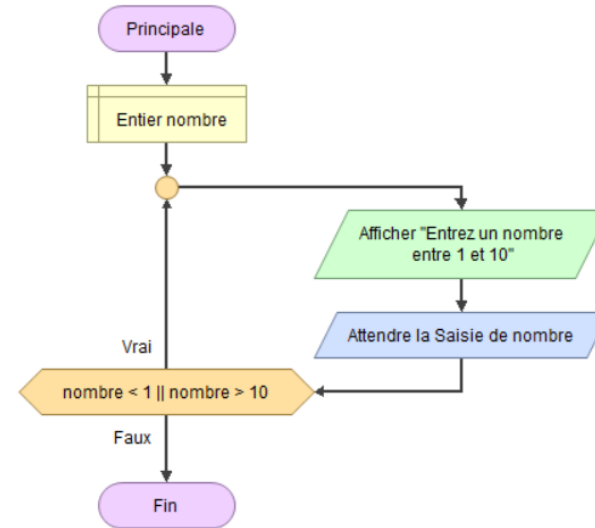 Principale
Entier nombre
Afficher "Entrez un nombre
entre 1 et 10"
Attendre la Saisie de nombre
Vrai
nombre < 1 || nombre > 10
Faux
Fin